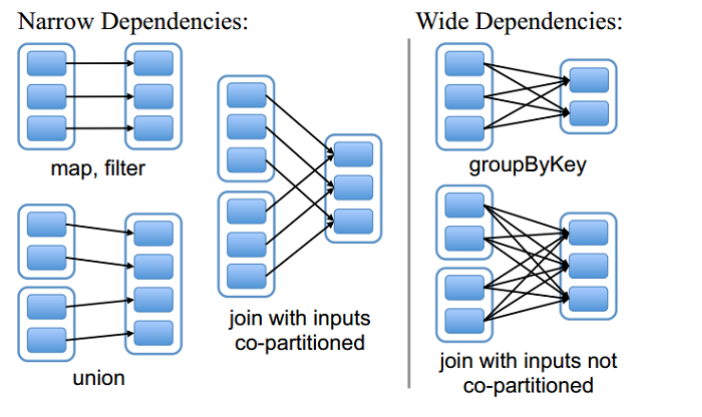 Narrow Dependencies:
map, filter
union
join with inputs
co-partitioned
Wide Dependencies:
groupByKey
join with inputs not
co-partitioned